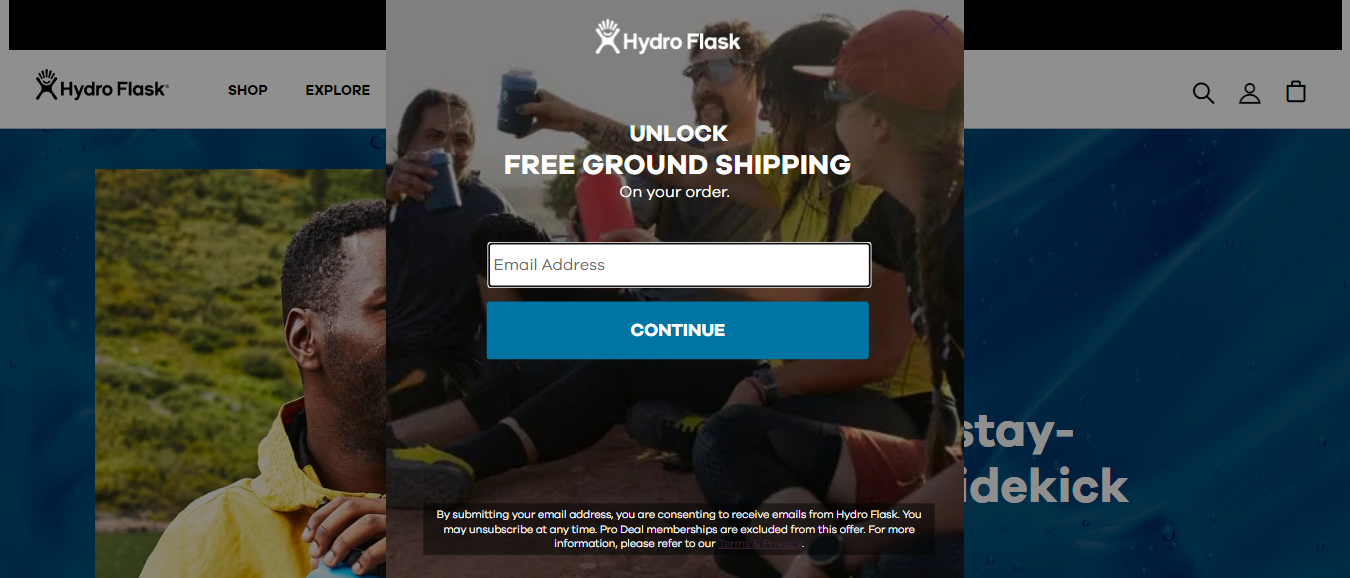 Hydro Flask
Hydro Flask®
SHOP
EXPLORE
UNLOCK
FREE GROUND SHIPPING
On your order.
Email Address
CONTINUE
stay-
idekick
By submitting your email address, you are consenting to receive emails from Hydro Flask. You
may unsubscribe at any time. Pro Deal memberships are excluded from this offer. For more
information, please refer to our Terms & Privacy.